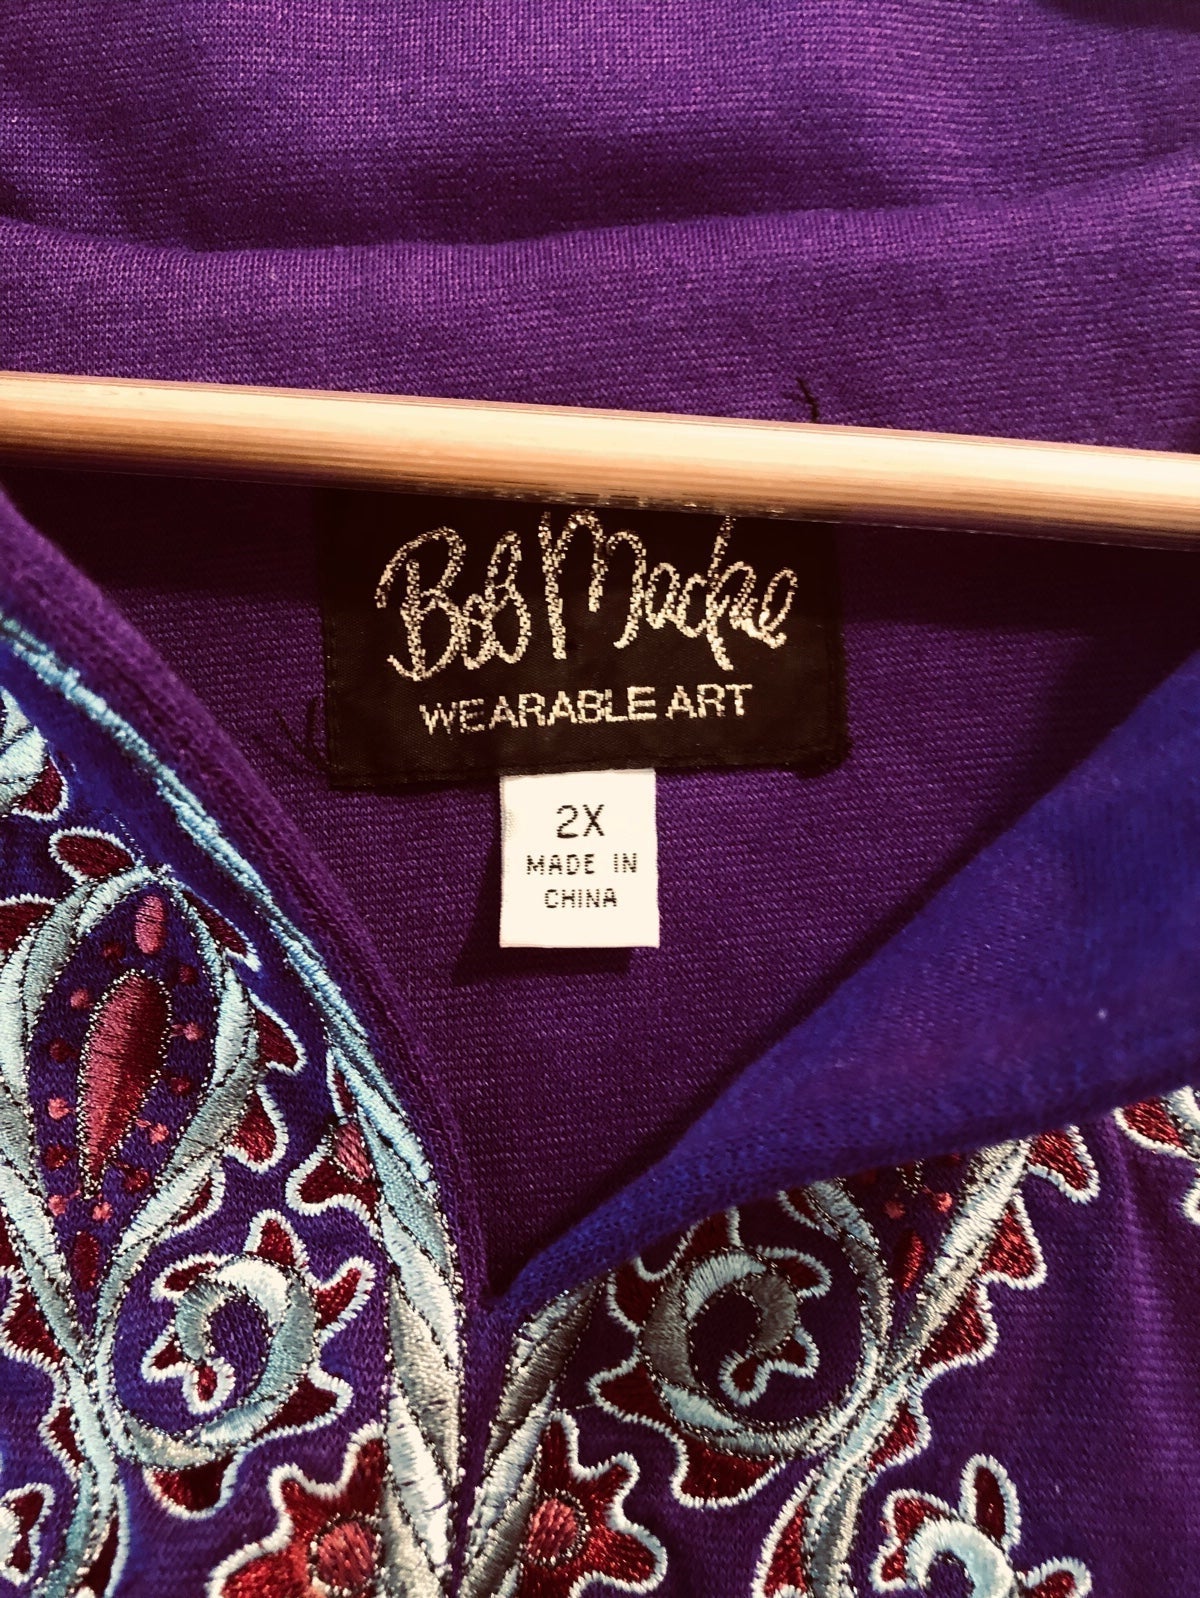 Bob Mackie
WEARABLE ART
2X
MADE IN
CHINA